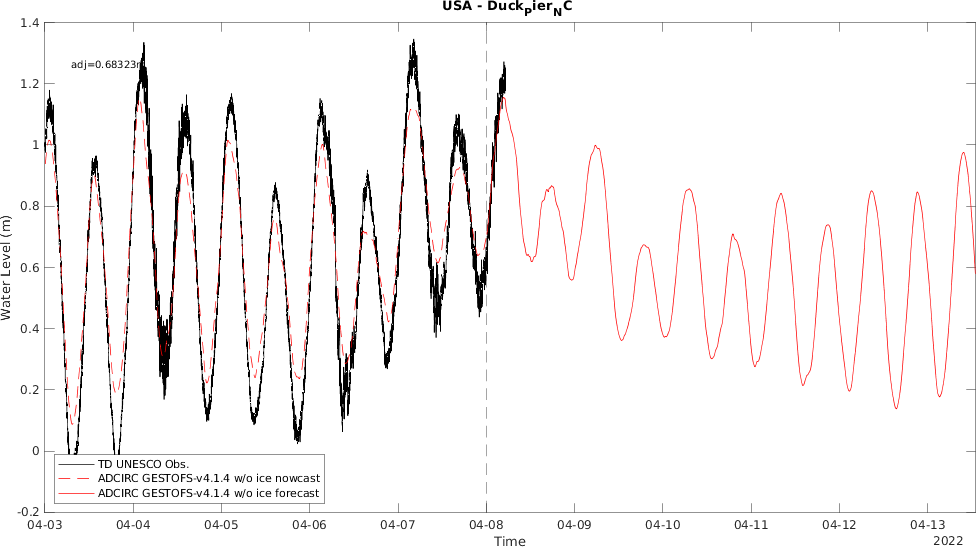 USA - Duck_Pier_NC
1.4
adj=0.68323m
1.2
1
0.8
0.6
0.4
0.2
0
-0.2
Water Level (m)
TD UNESCO Obs.
ADCIRC GESTOFS-v4.1.4 w/o ice nowcast
ADCIRC GESTOFS-v4.1.4 w/o ice forecast
04-03 04-04 04-05 04-06 04-07 04-08 04-09 04-10 04-11 04-12 04-13
Time
2022